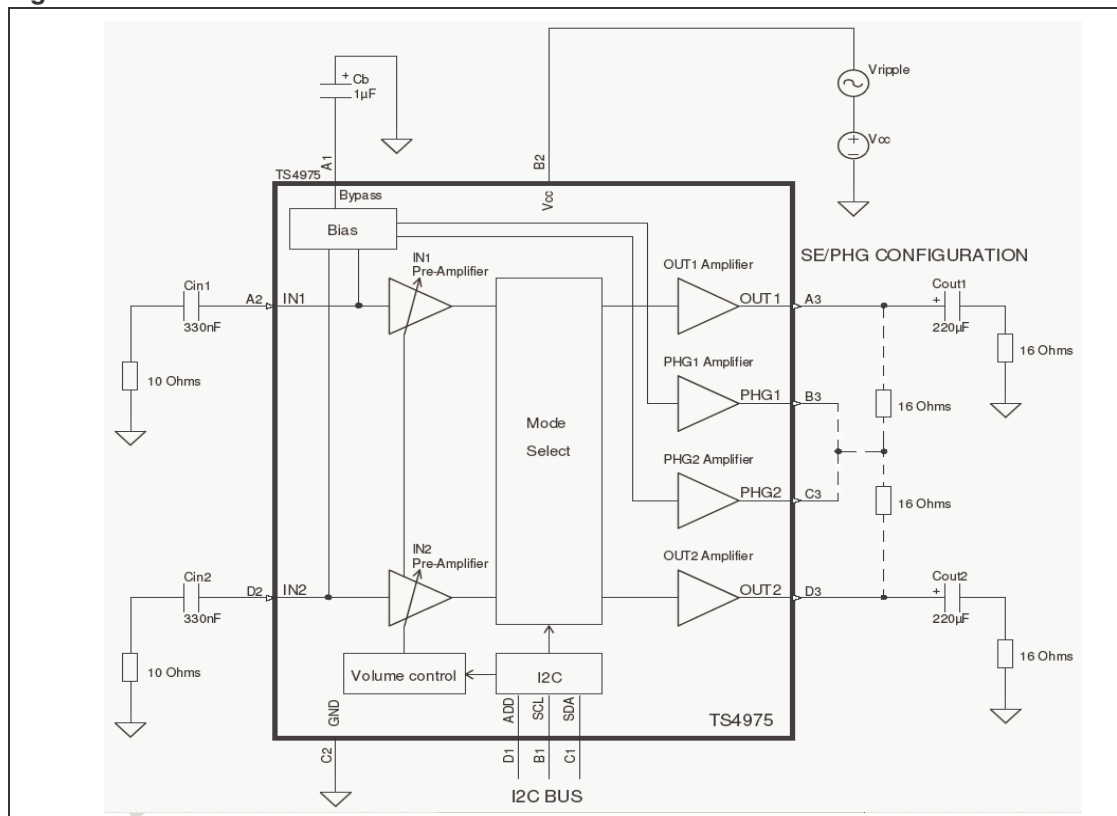 + Cb
1µF
Vripple
+ Vcc
−
A1
B2
TS4975
Bypass
Vcc
Bias
SE/PHG CONFIGURATION
IN1
Pre-Amplifier
OUT1 Amplifier
Cin1
A2
IN1
OUT1
A3
Cout1
+
330nF
220µF
10 Ohms
16 Ohms
PHG1 Amplifier
PHG1
B3
16 Ohms
Mode
Select
PHG2 Amplifier
PHG2
C3
16 Ohms
IN2
Pre-Amplifier
OUT2 Amplifier
Cin2
D2
IN2
OUT2
D3
Cout2
+
330nF
220µF
10 Ohms
16 Ohms
Volume control
I2C
GND
ADD
SCL
SDA
TS4975
C2
D1
B1
C1
I2C BUS